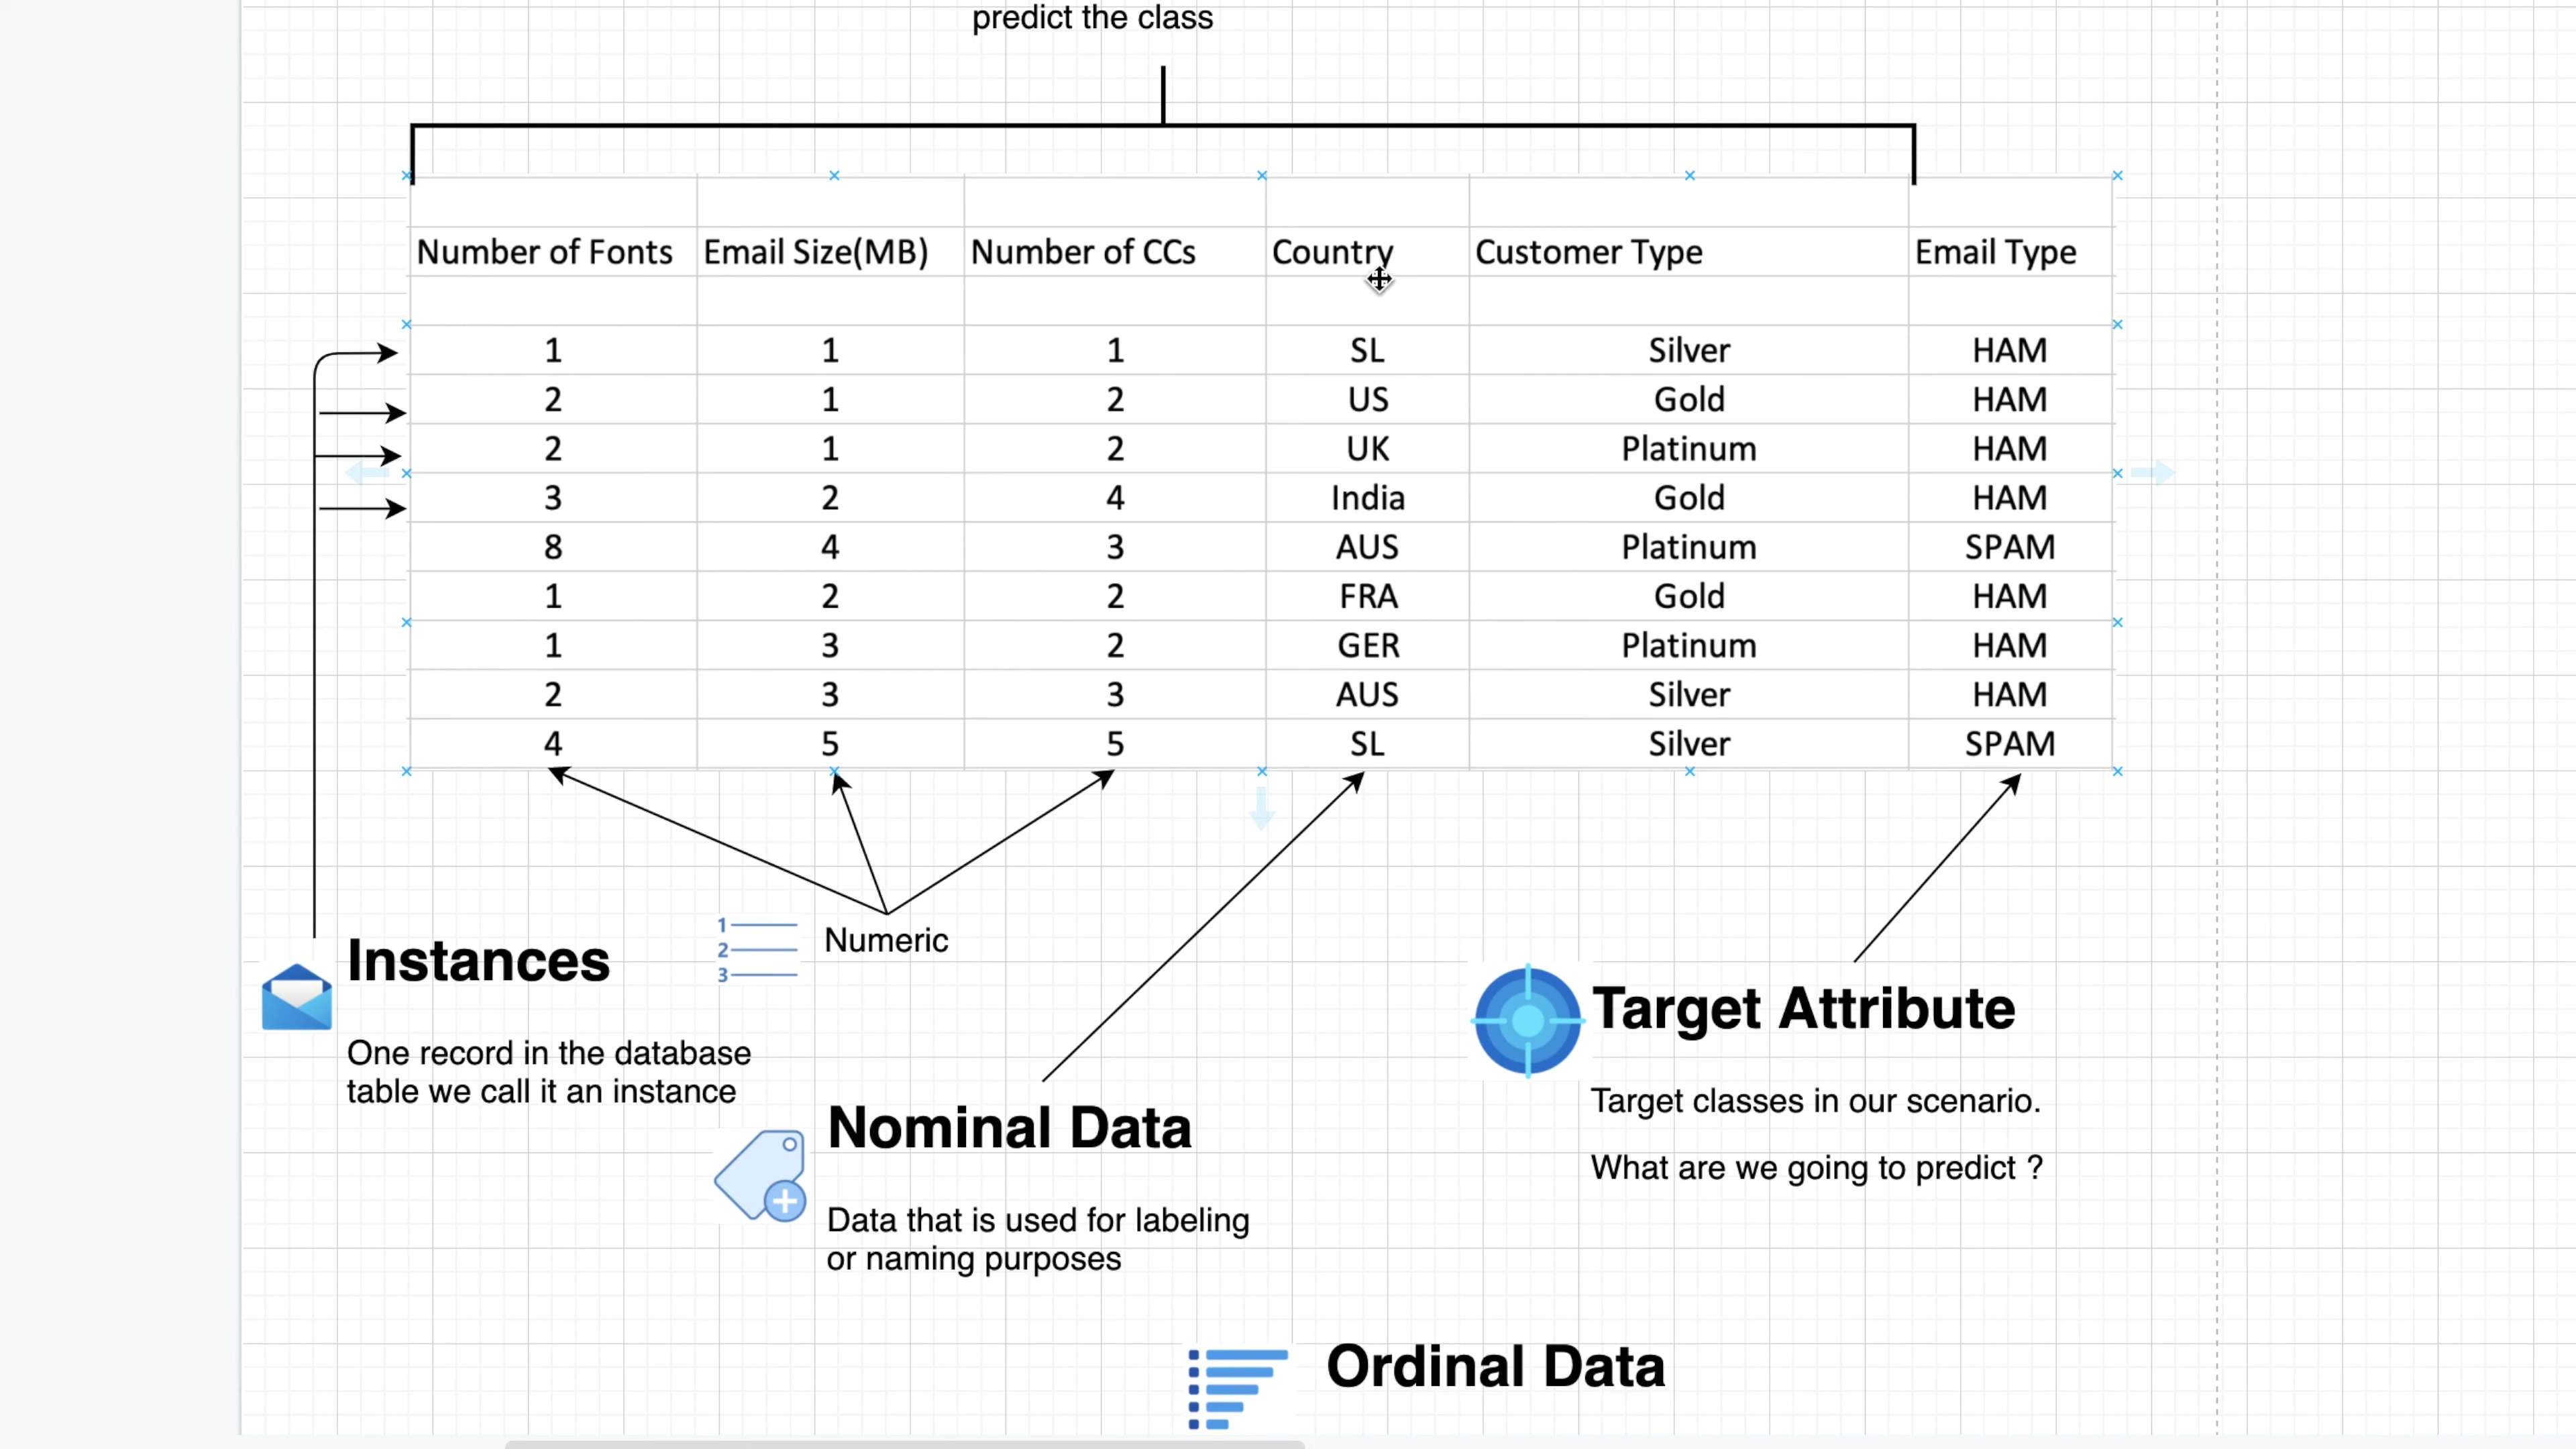 predict the class
Number of Fonts Email Size(MB) Number of CCs Country Customer Type Email Type
1 1 1 SL Silver HAM
2 1 2 US Gold HAM
2 1 2 UK Platinum HAM
3 2 4 India Gold HAM
8 4 3 AUS Platinum SPAM
1 2 2 FRA Gold HAM
1 3 2 GER Platinum HAM
2 3 3 AUS Silver HAM
4 5 5 SL Silver SPAM
Instances
One record in the database
table we call it an instance
1
2
3
Numeric
Nominal Data
Data that is used for labeling
or naming purposes
Target Attribute
Target classes in our scenario.
What are we going to predict ?
Ordinal Data